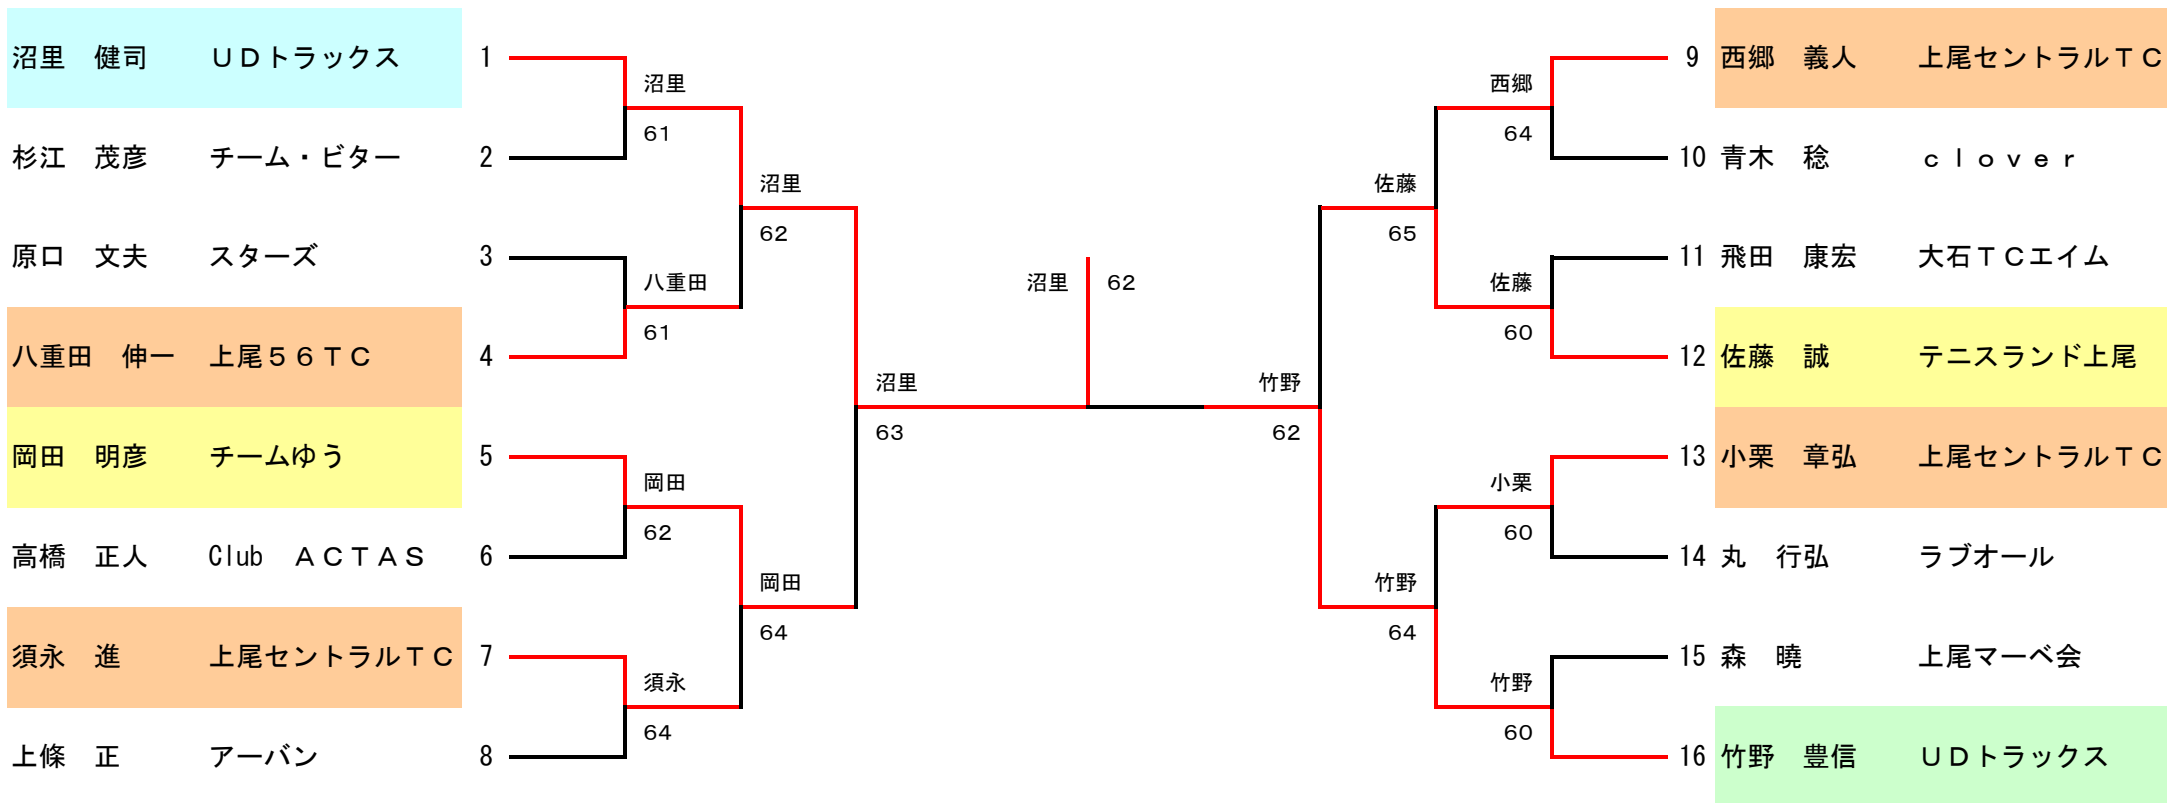 沼里　健司　　ＵＤトラックス　1
沼里
61
杉江　茂彦　　チーム・ビター　2
沼里
62
原口　文夫　　スターズ　3
八重田
61
八重田　伸一　上尾５６ＴＣ　4
沼里
63
岡田　明彦　　チームゆう　5
岡田
62
高橋　正人　　Club　ＡＣＴＡＳ　6
岡田
64
須永　進　　上尾セントラルＴＣ　7
須永
64
上條　正　　アーバン　8
沼里　62
9　西郷　義人　　上尾セントラルＴＣ
西郷
64
10　青木　稔　　ｃｌｏｖｅｒ
佐藤
65
11　飛田　康宏　　大石ＴＣエイム
佐藤
60
12　佐藤　誠　　テニスランド上尾
竹野
62
13　小栗　章弘　　上尾セントラルＴＣ
小栗
60
14　丸　行弘　　ラブオール
竹野
64
15　森　曉　　上尾マーベ会
竹野
60
16　竹野　豊信　　ＵＤトラックス